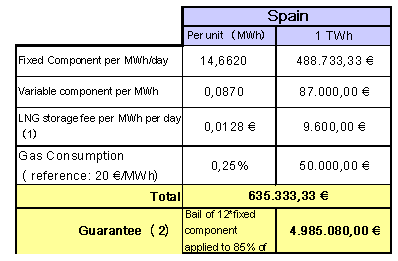 Spain
Per unit (MWh)
1 TWh
Fixed Component per MWh/day
14,6620
488.733,33 €
Variable component per MWh
0,0870
87.000,00 €
LNG storage fee per MWh per day
(1)
0,0128 €
9.600,00 €
Gas Consumption
( reference: 20 €/MWh)
0,25%
50.000,00 €
Total
635.333,33 €
Guarantee (2)
Bail of 12*fixed
component
applied to 85% of
4.985.080,00 €